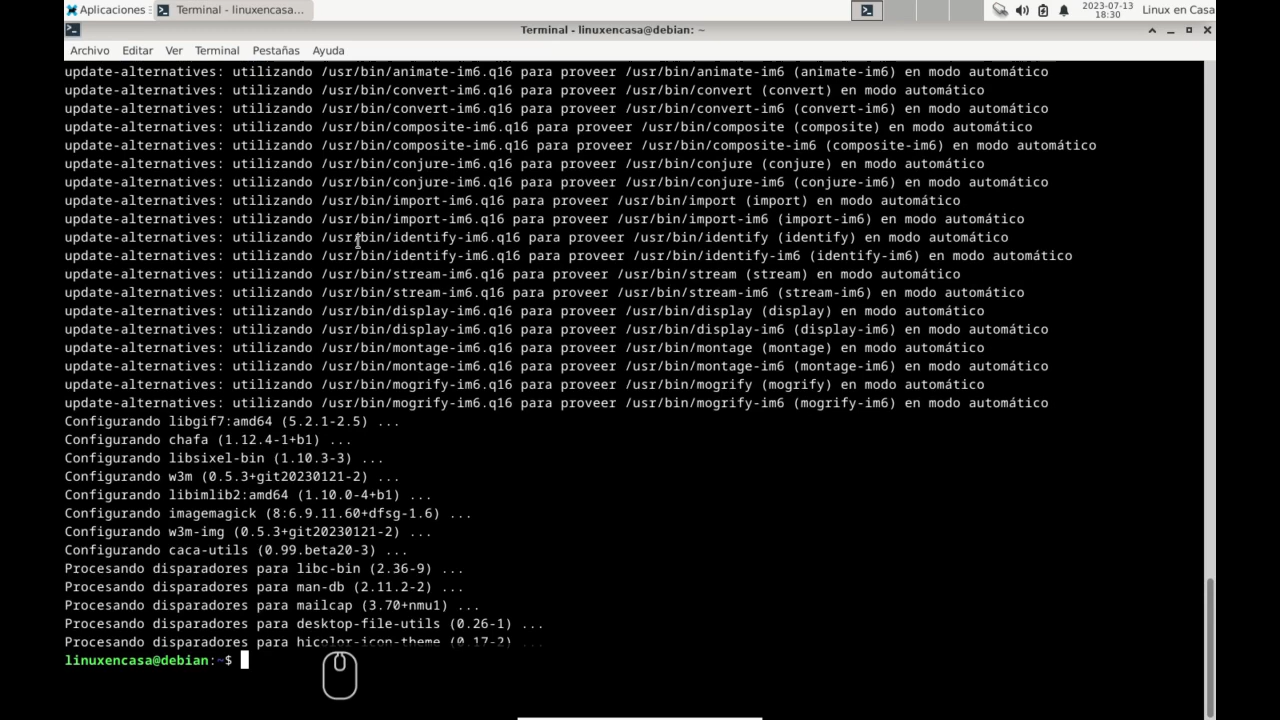 Aplicaciones
Terminal - linuxencasa...
2023-07-13
18:30
Linux en Casa
Terminal - linuxencasa@debian: ~
Archivo Editar Ver Terminal Pestañas Ayuda
update-alternatives: utilizando /usr/bin/animate-im6.q16 para proveer /usr/bin/animate-im6 (animate-im6) en modo automático
update-alternatives: utilizando /usr/bin/convert-im6.q16 para proveer /usr/bin/convert (convert) en modo automático
update-alternatives: utilizando /usr/bin/convert-im6.q16 para proveer /usr/bin/convert-im6 (convert-im6) en modo automático
update-alternatives: utilizando /usr/bin/composite-im6.q16 para proveer /usr/bin/composite (composite) en modo automático
update-alternatives: utilizando /usr/bin/composite-im6.q16 para proveer /usr/bin/composite-im6 (composite-im6) en modo automático
update-alternatives: utilizando /usr/bin/conjure-im6.q16 para proveer /usr/bin/conjure (conjure) en modo automático
update-alternatives: utilizando /usr/bin/conjure-im6.q16 para proveer /usr/bin/conjure-im6 (conjure-im6) en modo automático
update-alternatives: utilizando /usr/bin/import-im6.q16 para proveer /usr/bin/import (import) en modo automático
update-alternatives: utilizando /usr/bin/import-im6.q16 para proveer /usr/bin/import-im6 (import-im6) en modo automático
update-alternatives: utilizando /usr/bin/identify-im6.q16 para proveer /usr/bin/identify (identify) en modo automático
update-alternatives: utilizando /usr/bin/identify-im6.q16 para proveer /usr/bin/identify-im6 (identify-im6) en modo automático
update-alternatives: utilizando /usr/bin/stream-im6.q16 para proveer /usr/bin/stream (stream) en modo automático
update-alternatives: utilizando /usr/bin/stream-im6.q16 para proveer /usr/bin/stream-im6 (stream-im6) en modo automático
update-alternatives: utilizando /usr/bin/display-im6.q16 para proveer /usr/bin/display (display) en modo automático
update-alternatives: utilizando /usr/bin/display-im6.q16 para proveer /usr/bin/display-im6 (display-im6) en modo automático
update-alternatives: utilizando /usr/bin/montage-im6.q16 para proveer /usr/bin/montage (montage) en modo automático
update-alternatives: utilizando /usr/bin/montage-im6.q16 para proveer /usr/bin/montage-im6 (montage-im6) en modo automático
update-alternatives: utilizando /usr/bin/mogrify-im6.q16 para proveer /usr/bin/mogrify (mogrify) en modo automático
update-alternatives: utilizando /usr/bin/mogrify-im6.q16 para proveer /usr/bin/mogrify-im6 (mogrify-im6) en modo automático
Configurando libgif7:amd64 (5.2.1-2.5) ...
Configurando chafa (1.12.4-1+b1) ...
Configurando libsixel-bin (1.10.3-3) ...
Configurando w3m (0.5.3+git20230121-2) ...
Configurando libimlib2:amd64 (1.10.0-4+b1) ...
Configurando imagemagick (8:6.9.11.60+dfsg-1.6) ...
Configurando w3m-img (0.5.3+git20230121-2) ...
Configurando caca-utils (0.99.beta20-3) ...
Procesando disparadores para libc-bin (2.36-9) ...
Procesando disparadores para man-db (2.11.2-2) ...
Procesando disparadores para mailcap (3.70+nmu1) ...
Procesando disparadores para desktop-file-utils (0.26-1) ...
Procesando disparadores para hicolor-icon-theme (0.17-2) ...
linuxencasa@debian:~$